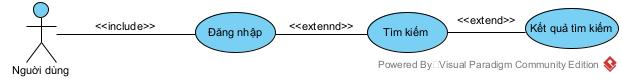 <<include>>
<<extennd>>
<<extend>>
Đăng nhập
Tìm kiếm
Kết quả tìm kiếm
Người dùng
Powered By□Visual Paradigm Community Edition